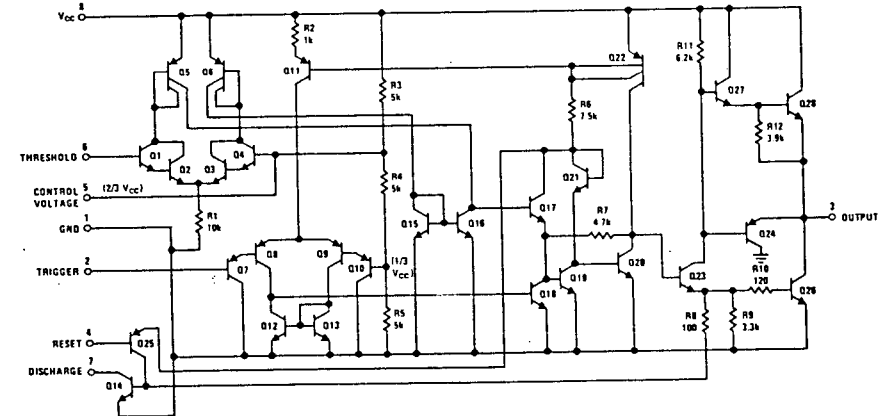 8
VCC
R2
1k
Q5
Q6
Q11
R3
5k
Q22
R11
6.2k
Q27
Q28
R6
7.5k
R12
3.9k
6
THRESHOLD
Q1
Q2
Q3
Q4
R4
5k
5
CONTROL VOLTAGE
(2/3 VCC)
Q21
Q17
3
OUTPUT
1
GND
R1
10k
Q15
Q16
R7
4.7k
Q24
2
TRIGGER
Q7
Q8
Q9
Q10
(1/3 VCC)
Q18
Q19
Q20
Q23
R10
120
Q26
Q12
Q13
R5
5k
R8
100
R9
3.3k
4
RESET
Q25
7
DISCHARGE
Q14